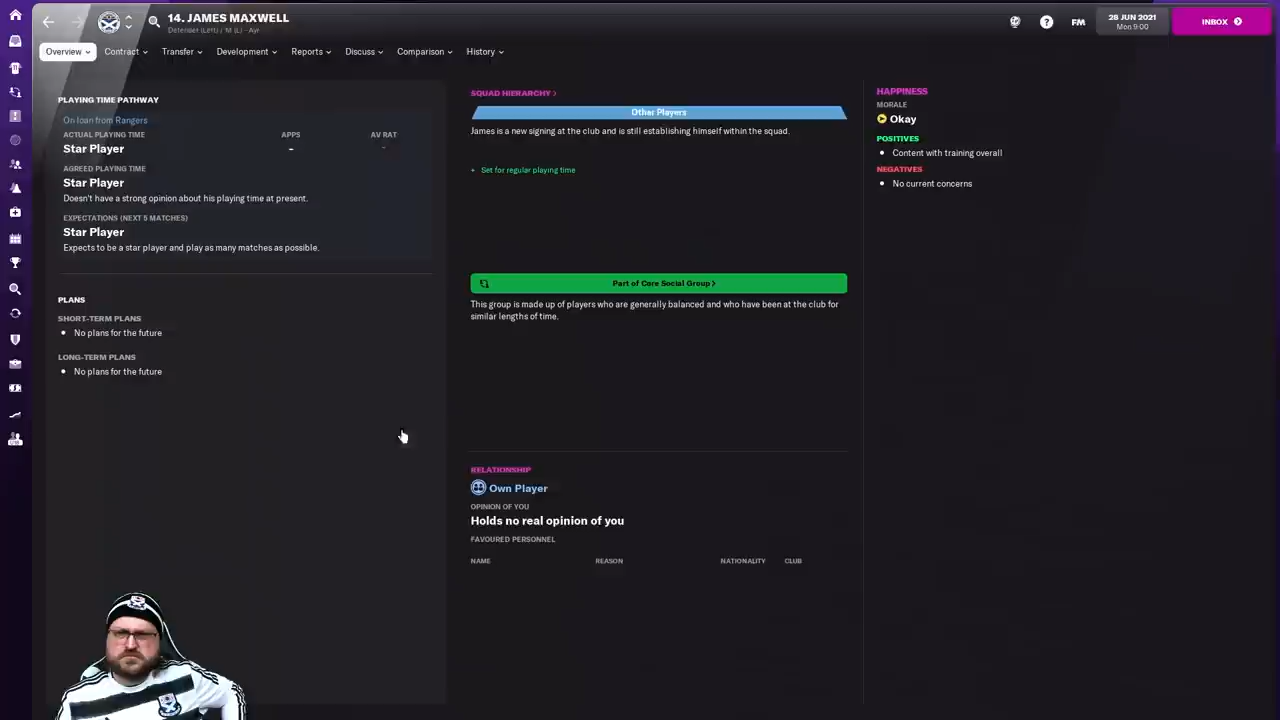 14. JAMES MAXWELL
Defender (Left) / M (L) - Ayr
FM
28 JUN 2021
Mon 9:00
INBOX
Overview
Contract
Transfer
Development
Reports
Discuss
Comparison
History
PLAYING TIME PATHWAY
On loan from Rangers
ACTUAL PLAYING TIME APPS AV RAT
Star Player - -
AGREED PLAYING TIME
Star Player
Doesn't have a strong opinion about his playing time at present.
EXPECTATIONS (NEXT 5 MATCHES)
Star Player
Expects to be a star player and play as many matches as possible.
PLANS
SHORT-TERM PLANS
• No plans for the future
LONG-TERM PLANS
• No plans for the future
SQUAD HIERARCHY >
Other Players
James is a new signing at the club and is still establishing himself within the squad.
+ Set for regular playing time
Part of Core Social Group >
This group is made up of players who are generally balanced and who have been at the club for
similar lengths of time.
RELATIONSHIP
Own Player
OPINION OF YOU
Holds no real opinion of you
FAVOURED PERSONNEL
NAME REASON NATIONALITY CLUB
HAPPINESS
MORALE
Okay
POSITIVES
• Content with training overall
NEGATIVES
• No current concerns